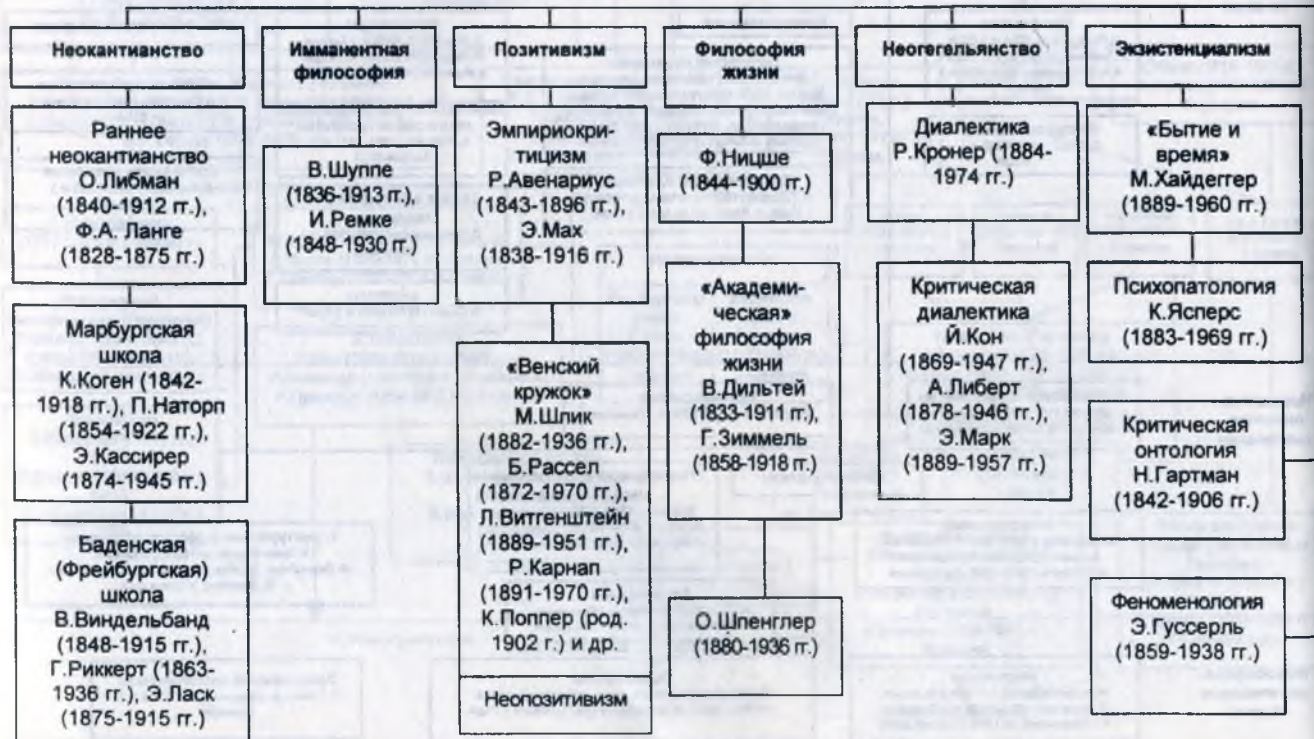 Неокантианство
Раннее
неокантианство
О.Либман
(1840-1912 гг.),
Ф.А. Ланге
(1828-1875 гг.)
Марбургская
школа
К.Коген (1842-
1918 гг.), П.Наторп
(1854-1922 гг.),
Э.Кассирер
(1874-1945 гг.)
Баденская
(Фрейбургская)
школа
В.Виндельбанд
(1848-1915 гг.),
Г.Риккерт (1863-
1936 гг.), Э.Ласк
(1875-1915 гг.)
Имманентная
философия
В.Шуппе
(1836-1913 гг.),
И.Ремке
(1848-1930 гг.)
Позитивизм
Эмпириокри-
тицизм
Р.Авенариус
(1843-1896 гг.),
Э.Мах
(1838-1916 гг.)
«Венский
кружок»
М.Шлик
(1882-1936 гг.),
Б.Рассел
(1872-1970 гг.),
Л.Витгенштейн
(1889-1951 гг.),
Р.Карнап
(1891-1970 гг.),
К.Поппер (род.
1902 г.) и др.
Неопозитивизм
Философия
жизни
Ф.Ницше
(1844-1900 гг.)
«Академи-
ческая»
философия
жизни
В.Дильтей
(1833-1911 гг.),
Г.Зиммель
(1858-1918 гг.)
О.Шпенглер
(1880-1936 гг.)
Неогегельянство
Диалектика
Р.Кронер (1884-
1974 гг.)
Критическая
диалектика
Й.Кон
(1869-1947 гг.),
А.Либерт
(1878-1946 гг.),
Э.Марк
(1889-1957 гг.)
Экзистенциализм
«Бытие и
время»
М.Хайдеггер
(1889-1960 гг.)
Психопатология
К.Ясперс
(1883-1969 гг.)
Критическая
онтология
Н.Гартман
(1842-1906 гг.)
Феноменология
Э.Гуссерль
(1859-1938 гг.)